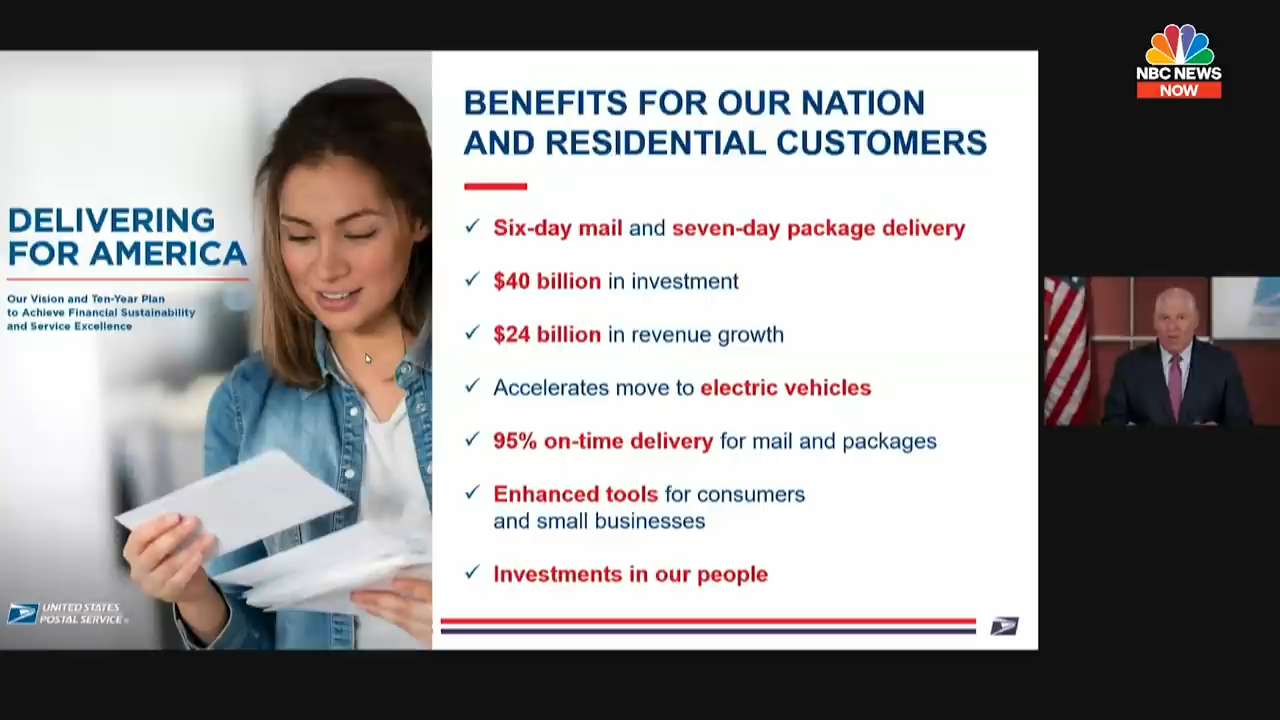 DELIVERING
FOR AMERICA
Our Vision and Ten-Year Plan
to Achieve Financial Sustainability
and Service Excellence
UNITED STATES
POSTAL SERVICE®
BENEFITS FOR OUR NATION
AND RESIDENTIAL CUSTOMERS
Six-day mail and seven-day package delivery
$40 billion in investment
$24 billion in revenue growth
Accelerates move to electric vehicles
95% on-time delivery for mail and packages
Enhanced tools for consumers
and small businesses
Investments in our people
NBC NEWS
NOW